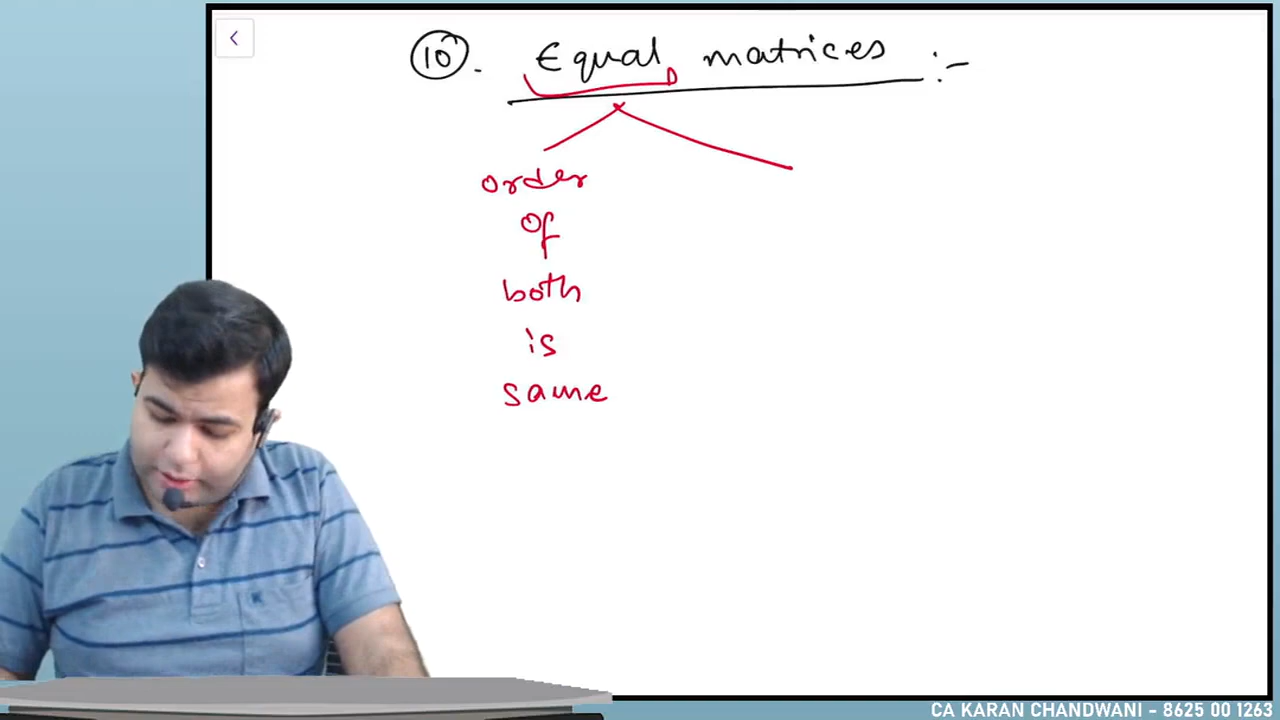 10. Equal matrices :-
order
of
both
is
same
CA KARAN CHANDWANI - 8625 00 1263